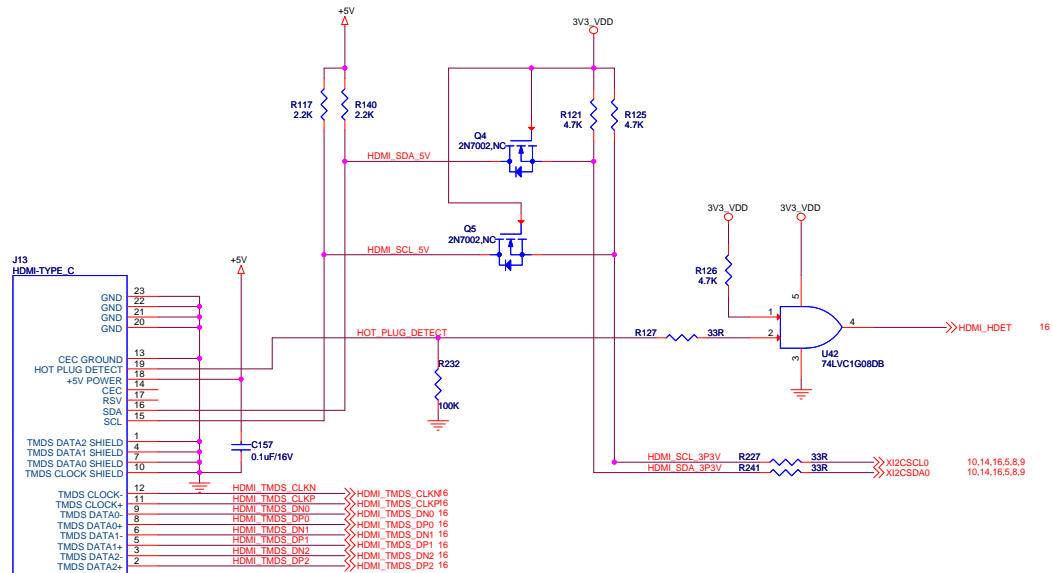 +5V
3V3_VDD
R117
2.2K
R140
2.2K
R121
4.7K
R125
4.7K
Q4
2N7002,NC
HDMI_SDA_5V
Q5
2N7002,NC
HDMI_SCL_5V
3V3_VDD
3V3_VDD
+5V
J13
HDMI-TYPE_C
R126
4.7K
GND 23
GND 22
GND 21
GND 20
CEC GROUND 13
HOT PLUG DETECT 19
+5V POWER 18
CEC 14
RSV 17
SDA 16
SCL 15
TMDS DATA2 SHIELD 1
TMDS DATA1 SHIELD 4
TMDS DATA0 SHIELD 7
TMDS CLOCK SHIELD 10
TMDS CLOCK- 12 HDMI_TMDS_CLKN HDMI_TMDS_CLKN 16
TMDS CLOCK+ 11 HDMI_TMDS_CLKP HDMI_TMDS_CLKP 16
TMDS DATA0- 9 HDMI_TMDS_DN0 HDMI_TMDS_DN0 16
TMDS DATA0+ 8 HDMI_TMDS_DP0 HDMI_TMDS_DP0 16
TMDS DATA1- 6 HDMI_TMDS_DN1 HDMI_TMDS_DN1 16
TMDS DATA1+ 5 HDMI_TMDS_DP1 HDMI_TMDS_DP1 16
TMDS DATA2- 3 HDMI_TMDS_DN2 HDMI_TMDS_DN2 16
TMDS DATA2+ 2 HDMI_TMDS_DP2 HDMI_TMDS_DP2 16
C157
0.1uF/16V
HOT_PLUG_DETECT
R232
100K
R127 33R
5
1
2
4
3
U42
74LVC1G08DB
HDMI_HDET 16
HDMI_SCL_3P3V R227 33R XI2CSCL0 10,14,16,5,8,9
HDMI_SDA_3P3V R241 33R XI2CSDA0 10,14,16,5,8,9